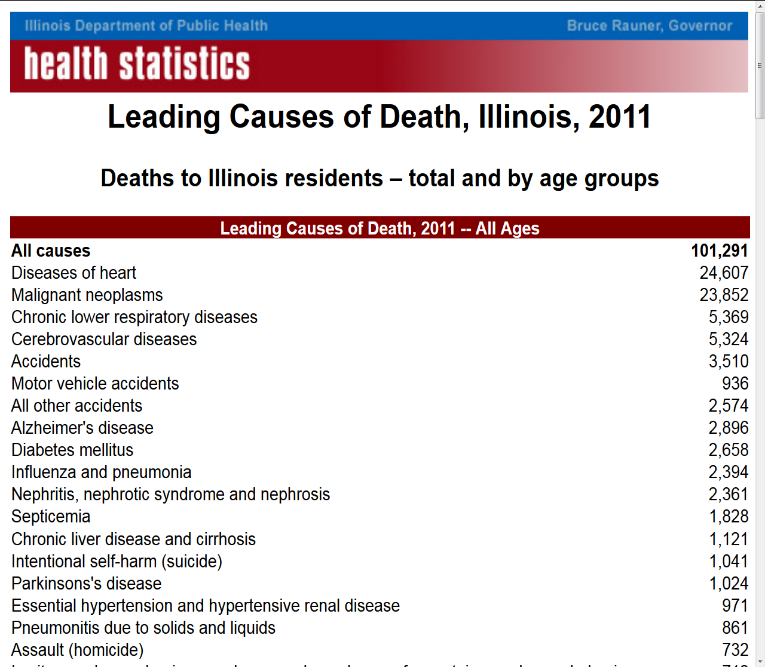 Illinois Department of Public Health Bruce Rauner, Governor
health statistics
Leading Causes of Death, Illinois, 2011
Deaths to Illinois residents – total and by age groups
Leading Causes of Death, 2011 -- All Ages
All causes 101,291
Diseases of heart 24,607
Malignant neoplasms 23,852
Chronic lower respiratory diseases 5,369
Cerebrovascular diseases 5,324
Accidents 3,510
Motor vehicle accidents 936
All other accidents 2,574
Alzheimer's disease 2,896
Diabetes mellitus 2,658
Influenza and pneumonia 2,394
Nephritis, nephrotic syndrome and nephrosis 2,361
Septicemia 1,828
Chronic liver disease and cirrhosis 1,121
Intentional self-harm (suicide) 1,041
Parkinsons's disease 1,024
Essential hypertension and hypertensive renal disease 971
Pneumonitis due to solids and liquids 861
Assault (homicide) 732